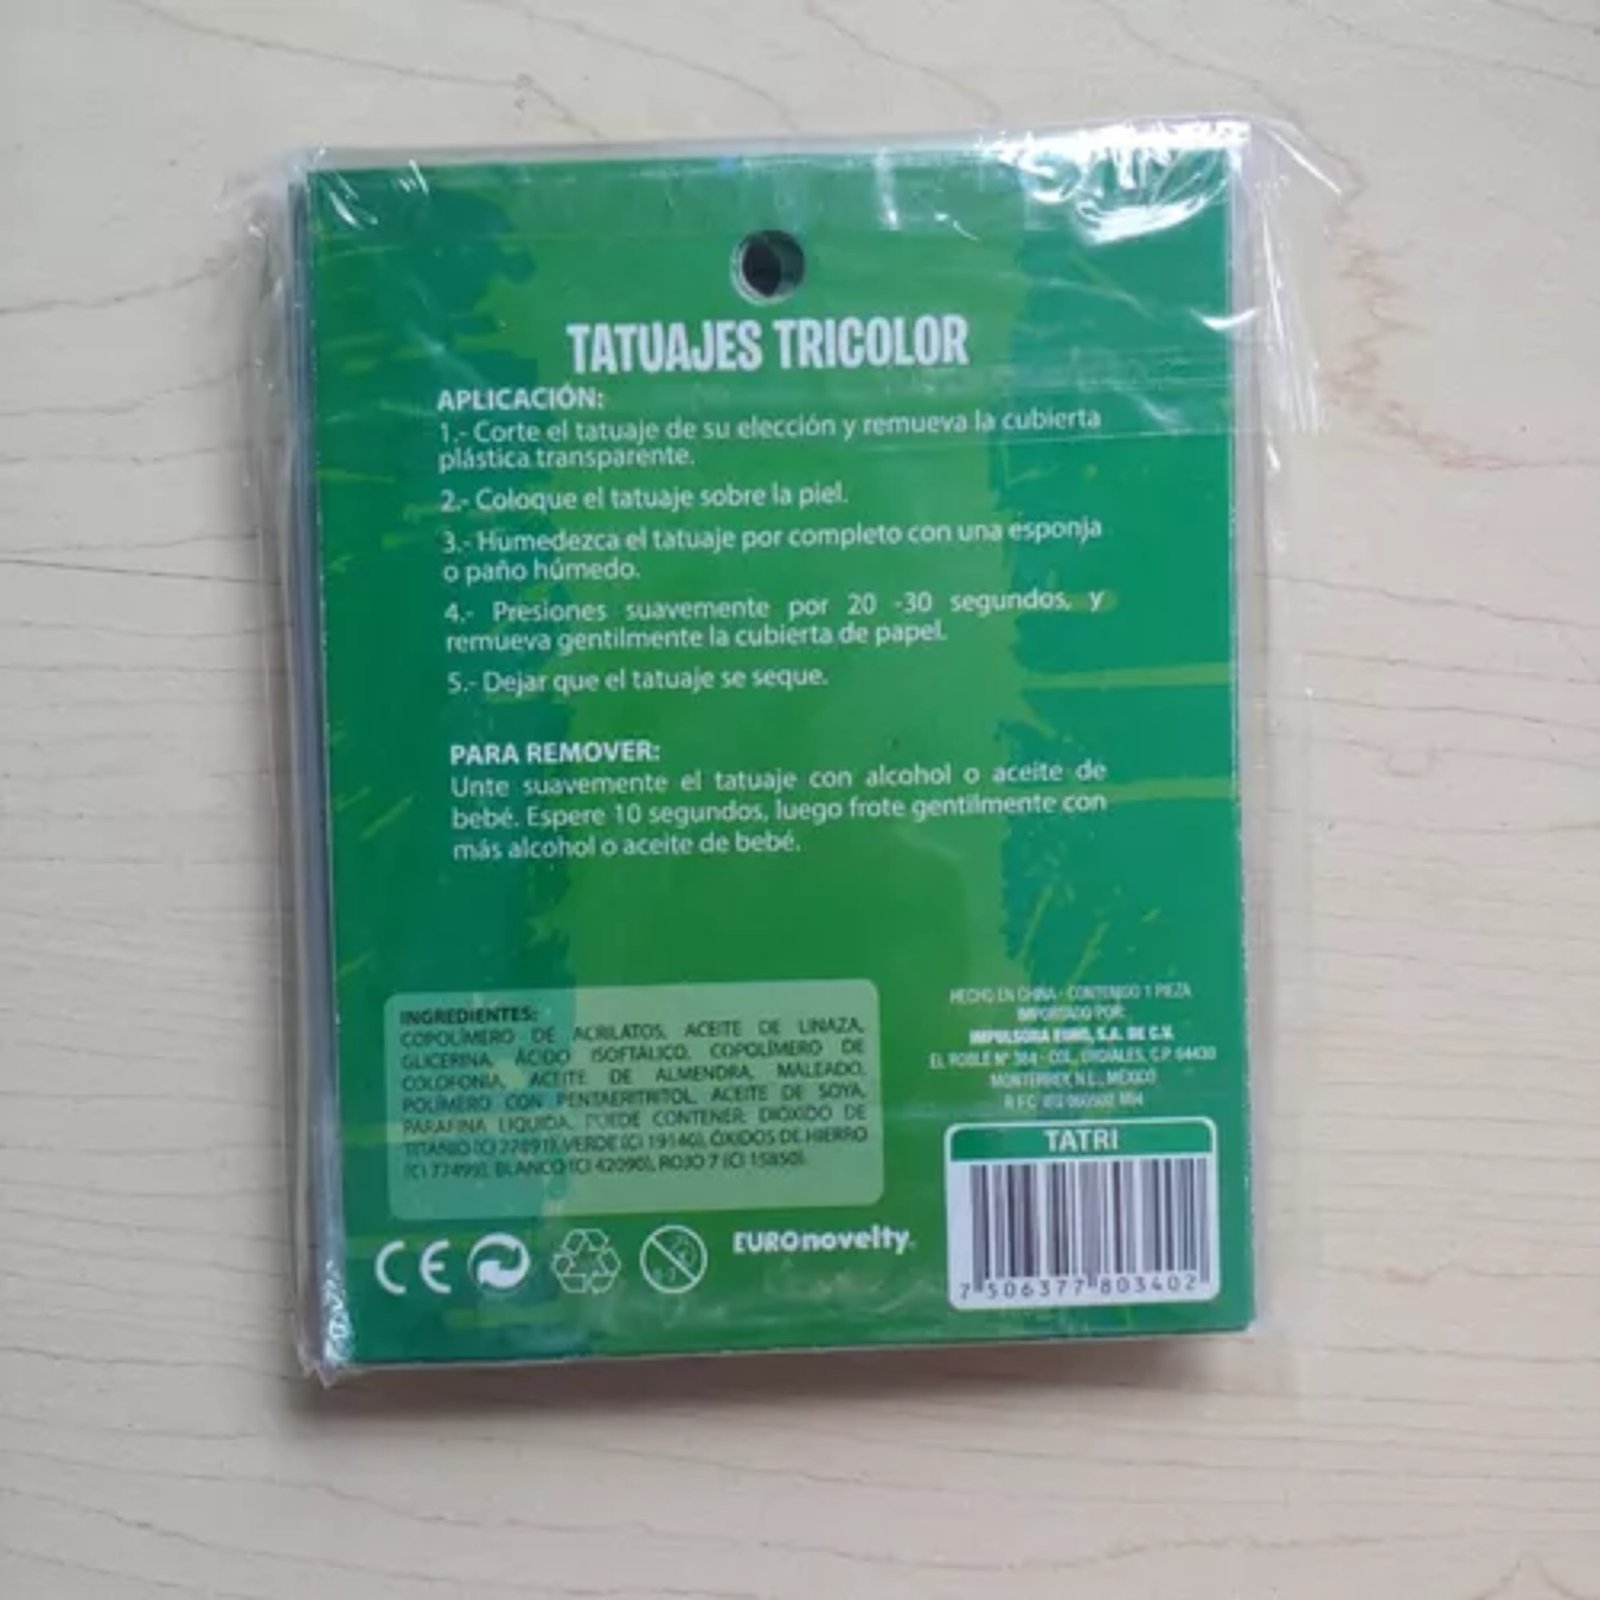 TATUAJES TRICOLOR
APLICACIÓN:
1.- Corte el tatuaje de su elección y remueva la cubierta
plástica transparente.
2.- Coloque el tatuaje sobre la piel.
3.- Humedezca el tatuaje por completo con una esponja
o paño húmedo.
4.- Presiones suavemente por 20 -30 segundos, y
remueva gentilmente la cubierta de papel.
5.- Dejar que el tatuaje se seque.
PARA REMOVER:
Unte suavemente el tatuaje con alcohol o aceite de
bebé. Espere 10 segundos, luego frote gentilmente con
más alcohol o aceite de bebé.
INGREDIENTES:
COPOLÍMERO DE ACRILATOS, ACEITE DE LINAZA,
GLICERINA, ÁCIDO ISOFTÁLICO, COPOLÍMERO DE
COLOFONIA, ACEITE DE ALMENDRA, MALEADO,
POLÍMERO CON PENTAERITRITOL, ACEITE DE SOYA,
PARAFINA LIQUIDA. PUEDE CONTENER: DIÓXIDO DE
TITANIO (CI 77891), VERDE (CI 19140), ÓXIDOS DE HIERRO
(CI 77499), BLANCO (CI 42090), ROJO 7 (CI 15850).
HECHO EN CHINA - CONTENIDO 1 PIEZA
IMPORTADO POR:
IMPULSORA EURO, S.A. DE C.V.
EL ROBLE Nº - COL. URDIALES, C.P. 64430
MONTERREY, N.L., MÉXICO
R.F.C.
CE
EUROnovelty
TATRI
7 506377 803402